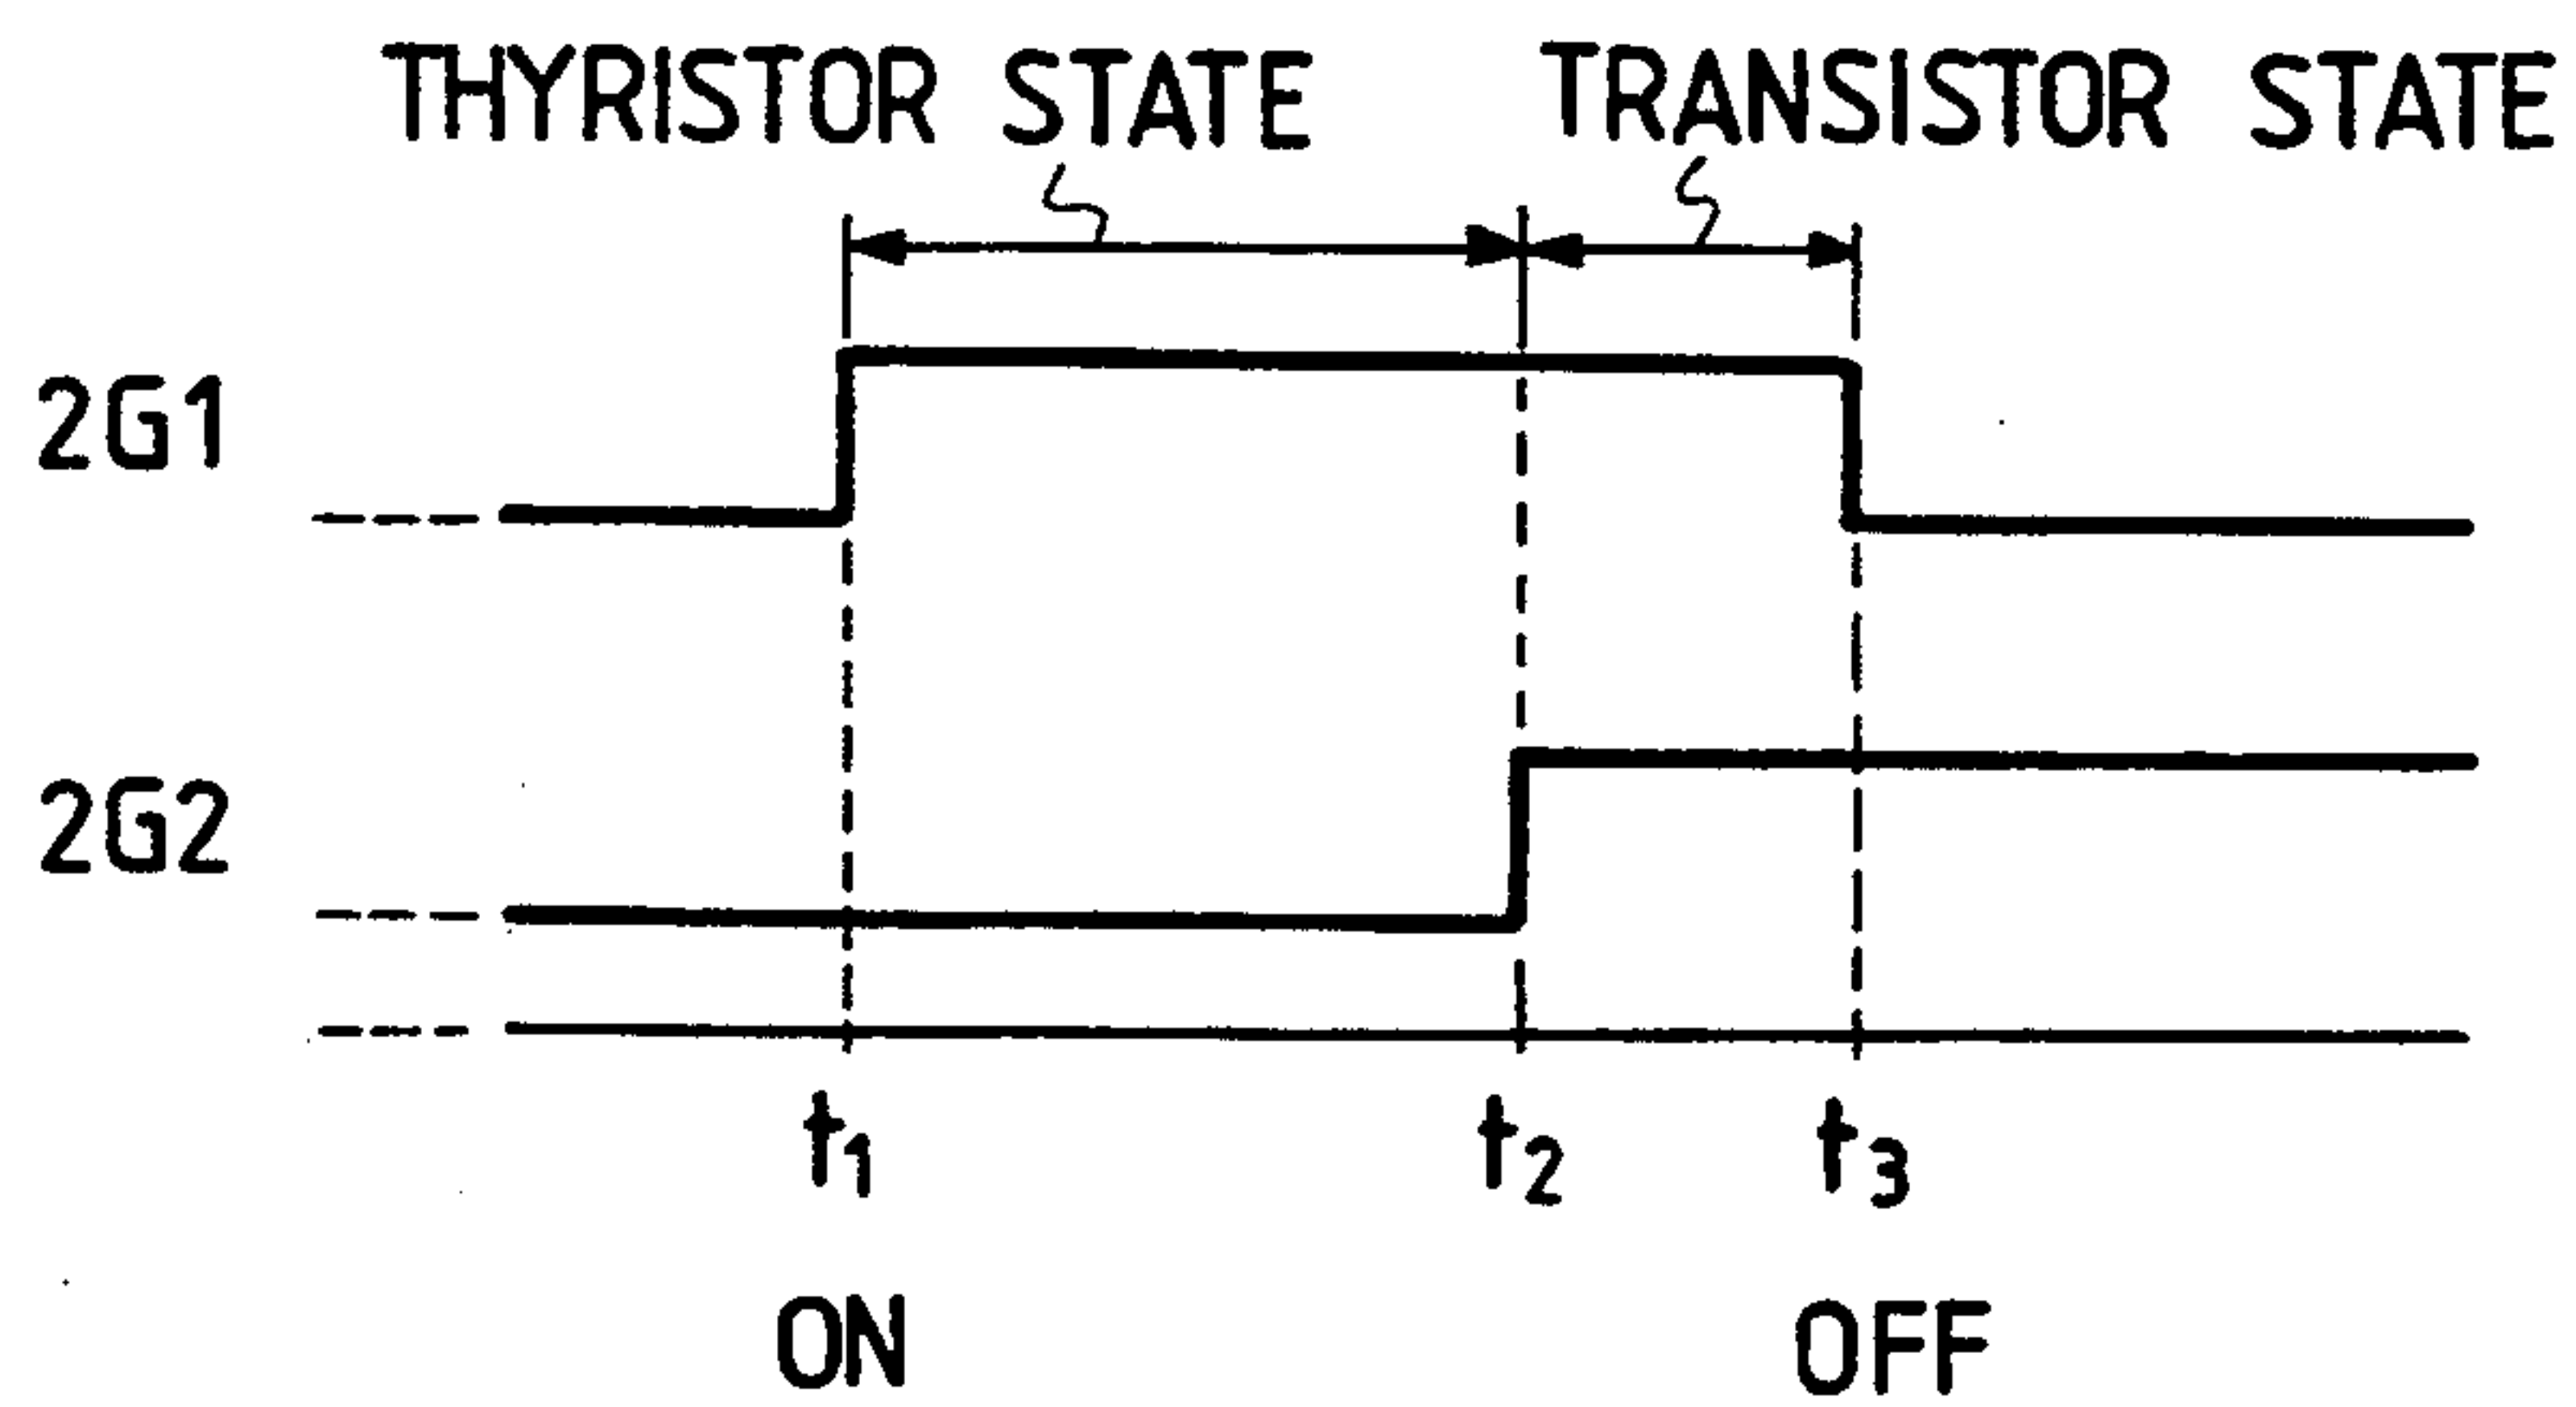 THYRISTOR STATE TRANSISTOR STATE
2G1
2G2
t1 t2 t3
ON OFF